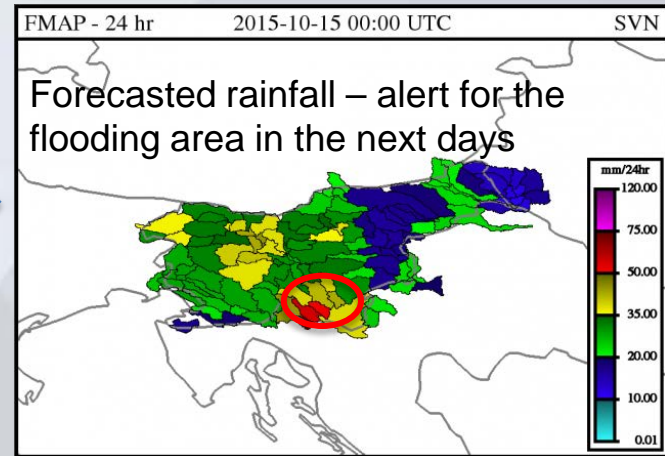 FMAP - 24 hr 2015-10-15 00:00 UTC SVN
Forecasted rainfall – alert for the
flooding area in the next days
mm/24hr
120.00
75.00
50.00
35.00
20.00
10.00
0.01